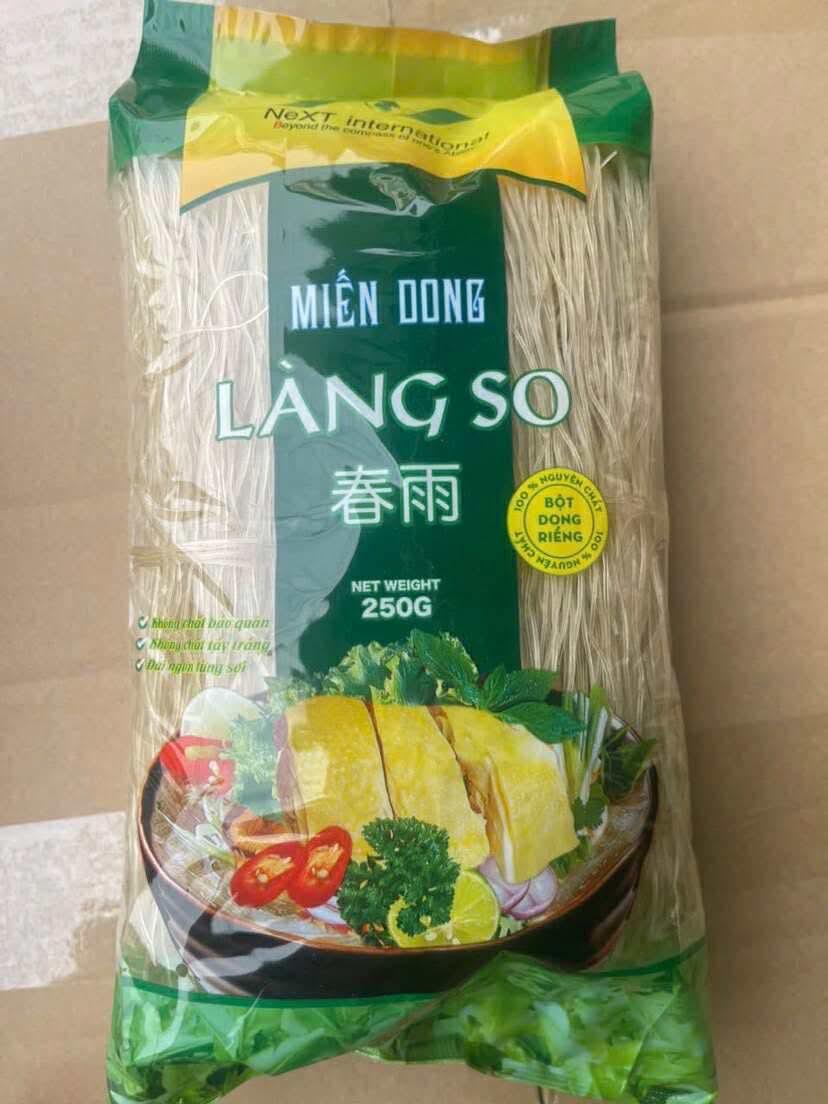 NeXT international
Beyond the compass of one's
MIẾN DONG
LÀNG SO
春雨
100 % NGUYÊN CHẤT
BỘT
DONG
RIỀNG
100 % NGUYÊN CHẤT
NET WEIGHT
250G
Không chất bảo quản
Không chất tẩy trắng
Dai ngon từng sợi